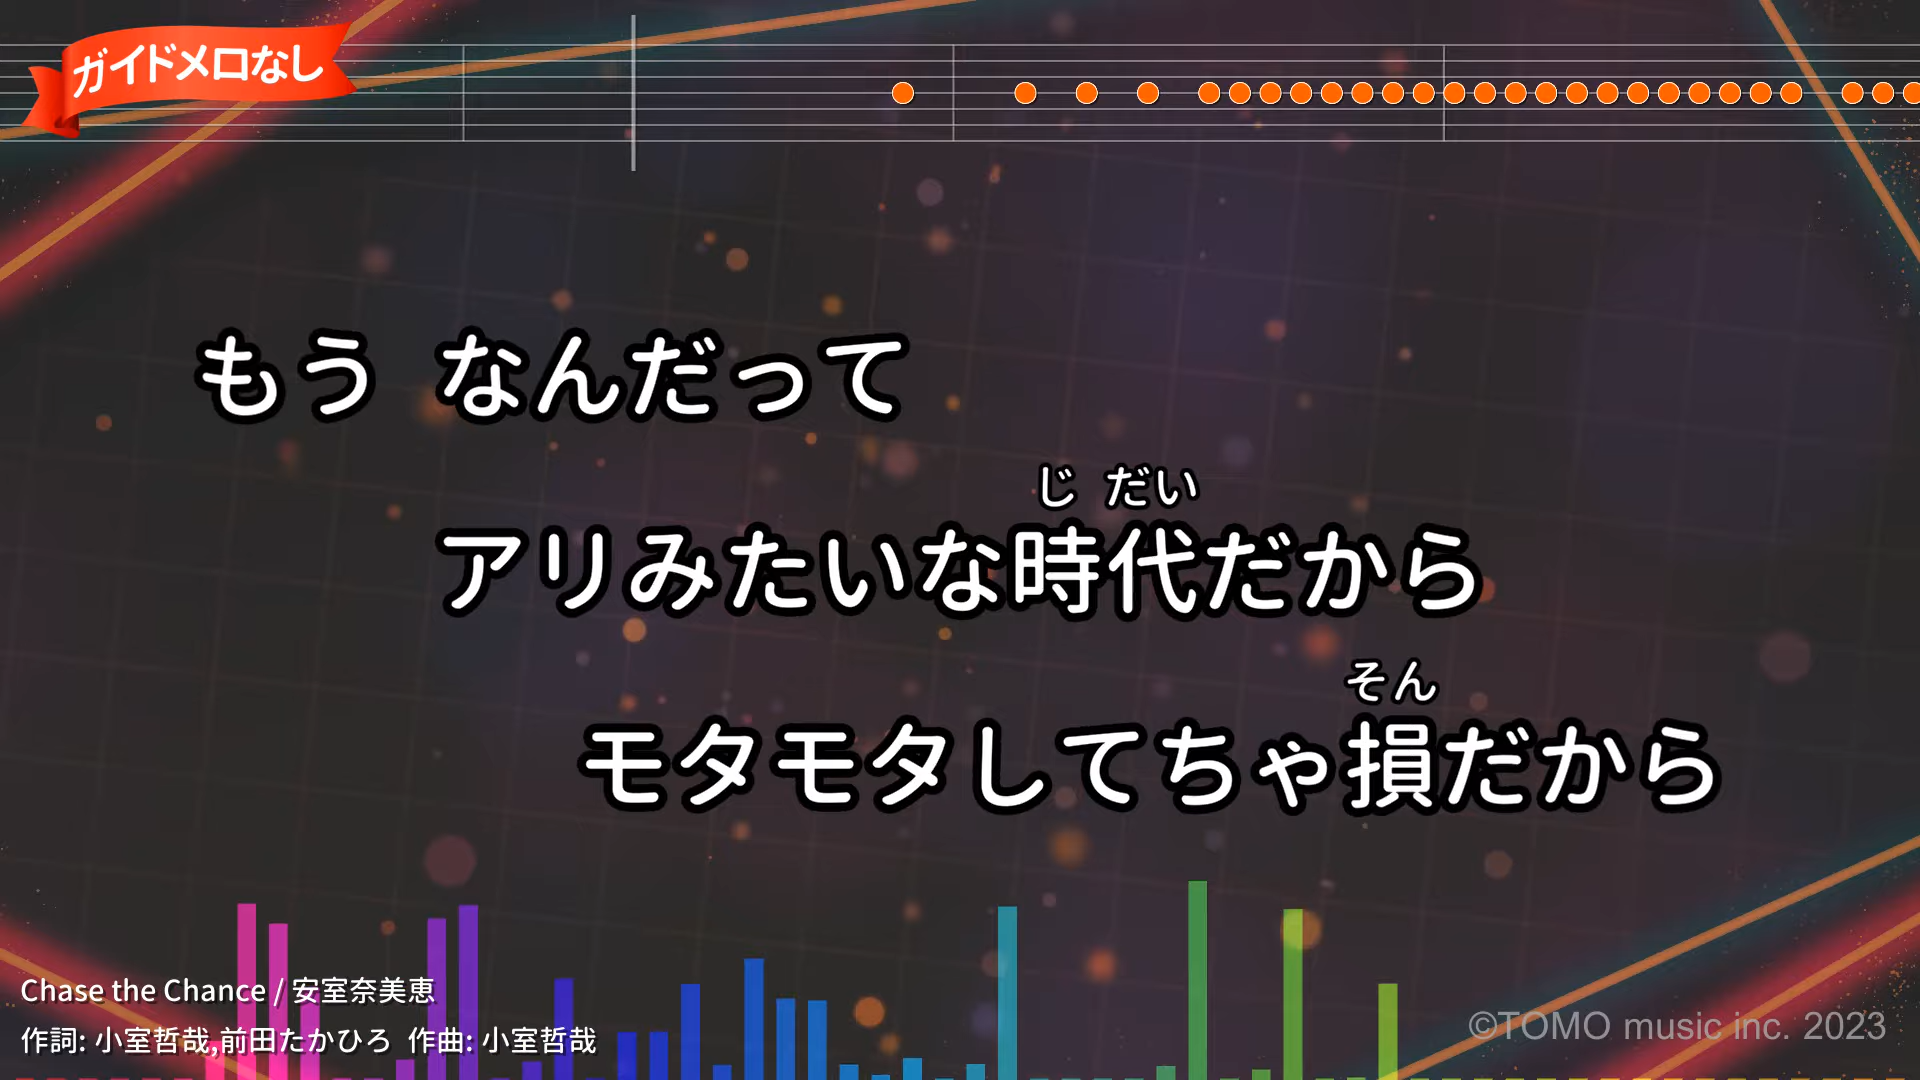 ガイドメロなし
もう なんだって
じ だい
アリみたいな時代だから
そん
モタモタしてちゃ損だから
Chase the Chance / 安室奈美恵
作詞: 小室哲哉,前田たかひろ 作曲: 小室哲哉
©TOMO music inc. 2023